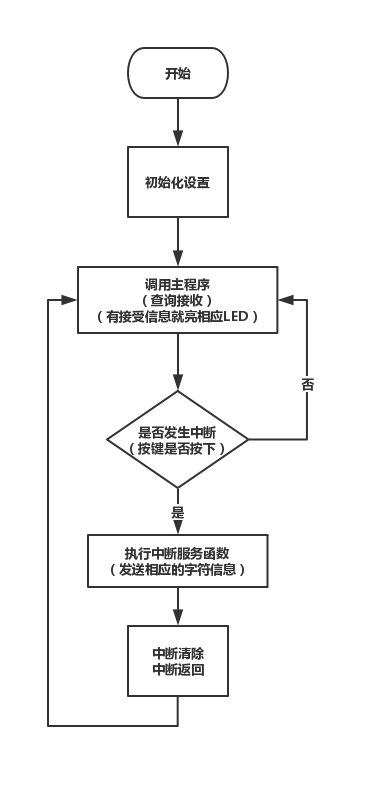 开始
初始化设置
调用主程序
（查询接收）
（有接受信息就亮相应LED）
是否发生中断
（按键是否按下）
否
是
执行中断服务函数
（发送相应的字符信息）
中断清除
中断返回